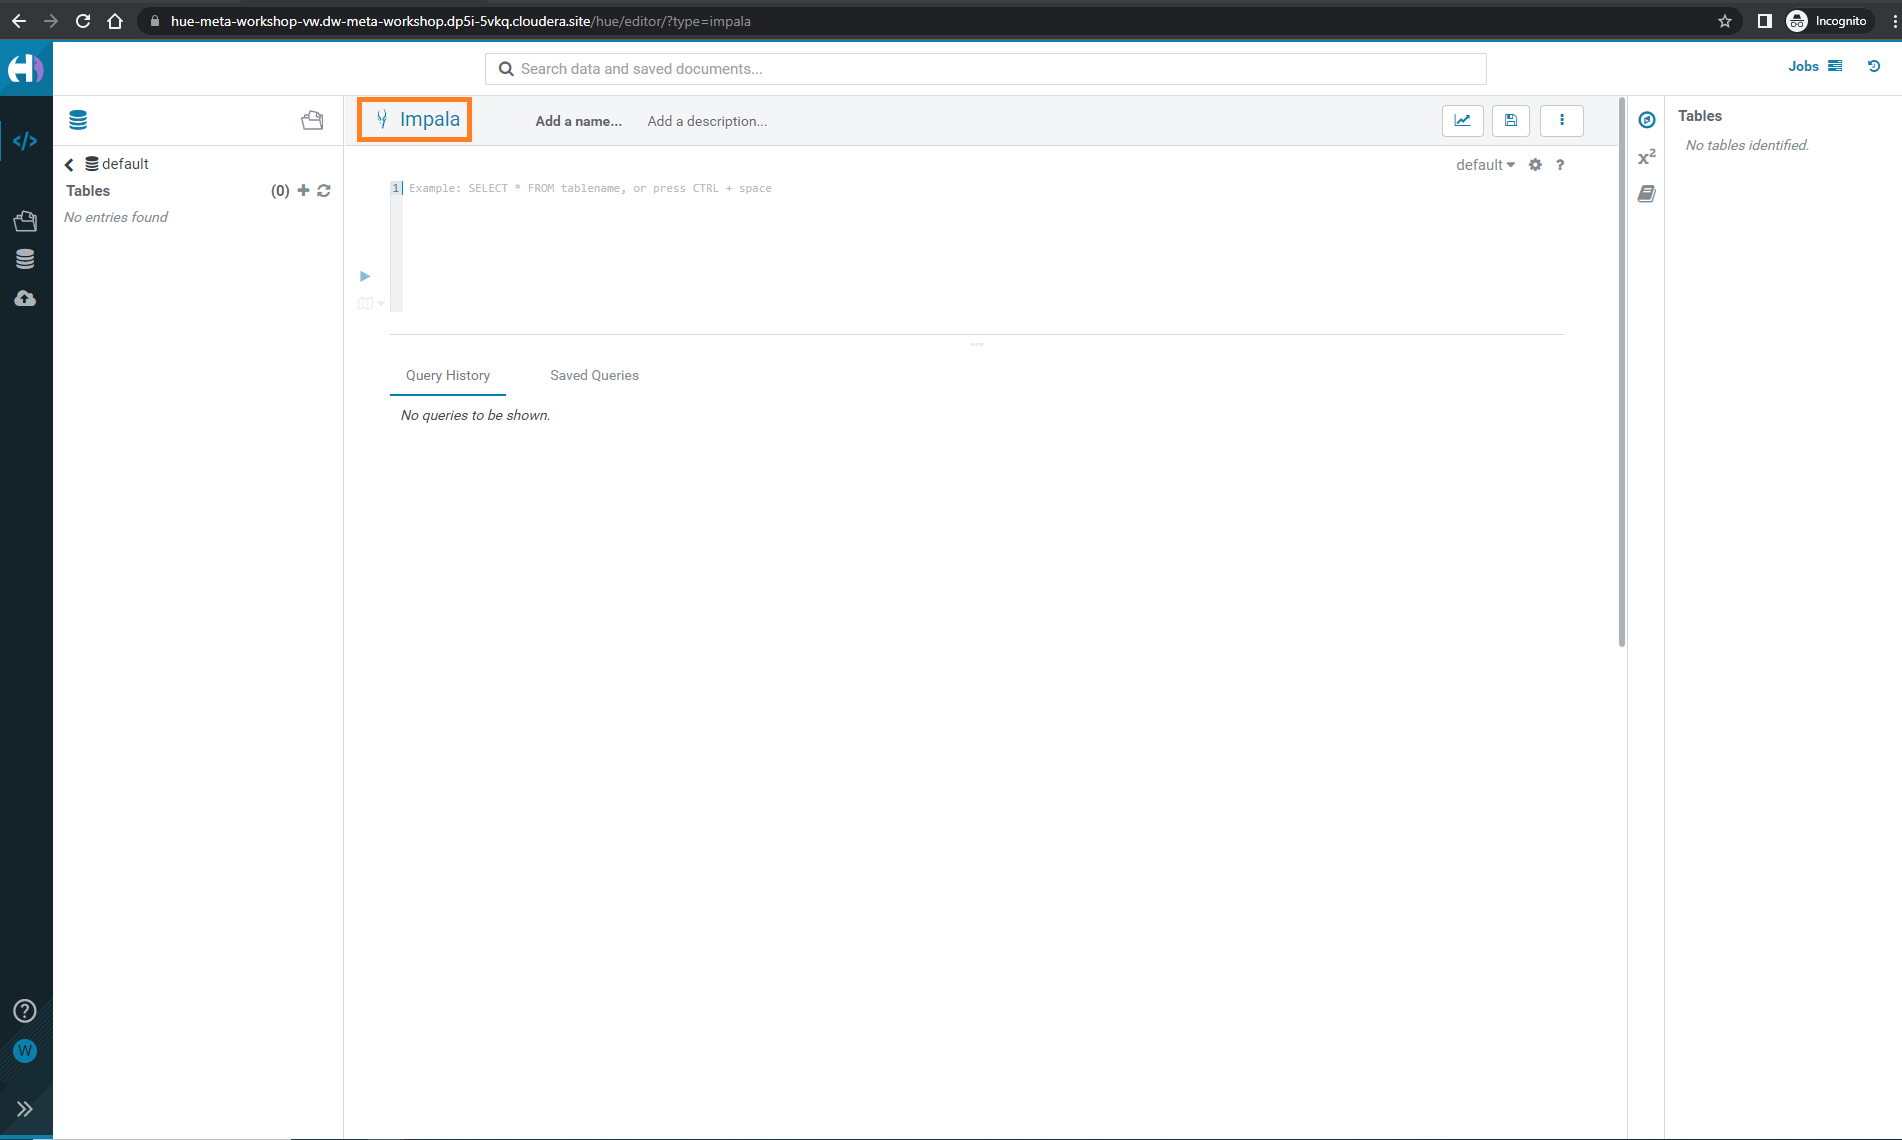 hue-meta-workshop-vw.dw-meta-workshop.dp5i-5vkq.cloudera.site/hue/editor/?type=impala
Incognito
Search data and saved documents...
Jobs
Impala
Add a name...
Add a description...
Tables
No tables identified.
default
Tables
(0)
No entries found
default
?
x²
1
Example: SELECT * FROM tablename, or press CTRL + space
Query History
Saved Queries
No queries to be shown.
?
W